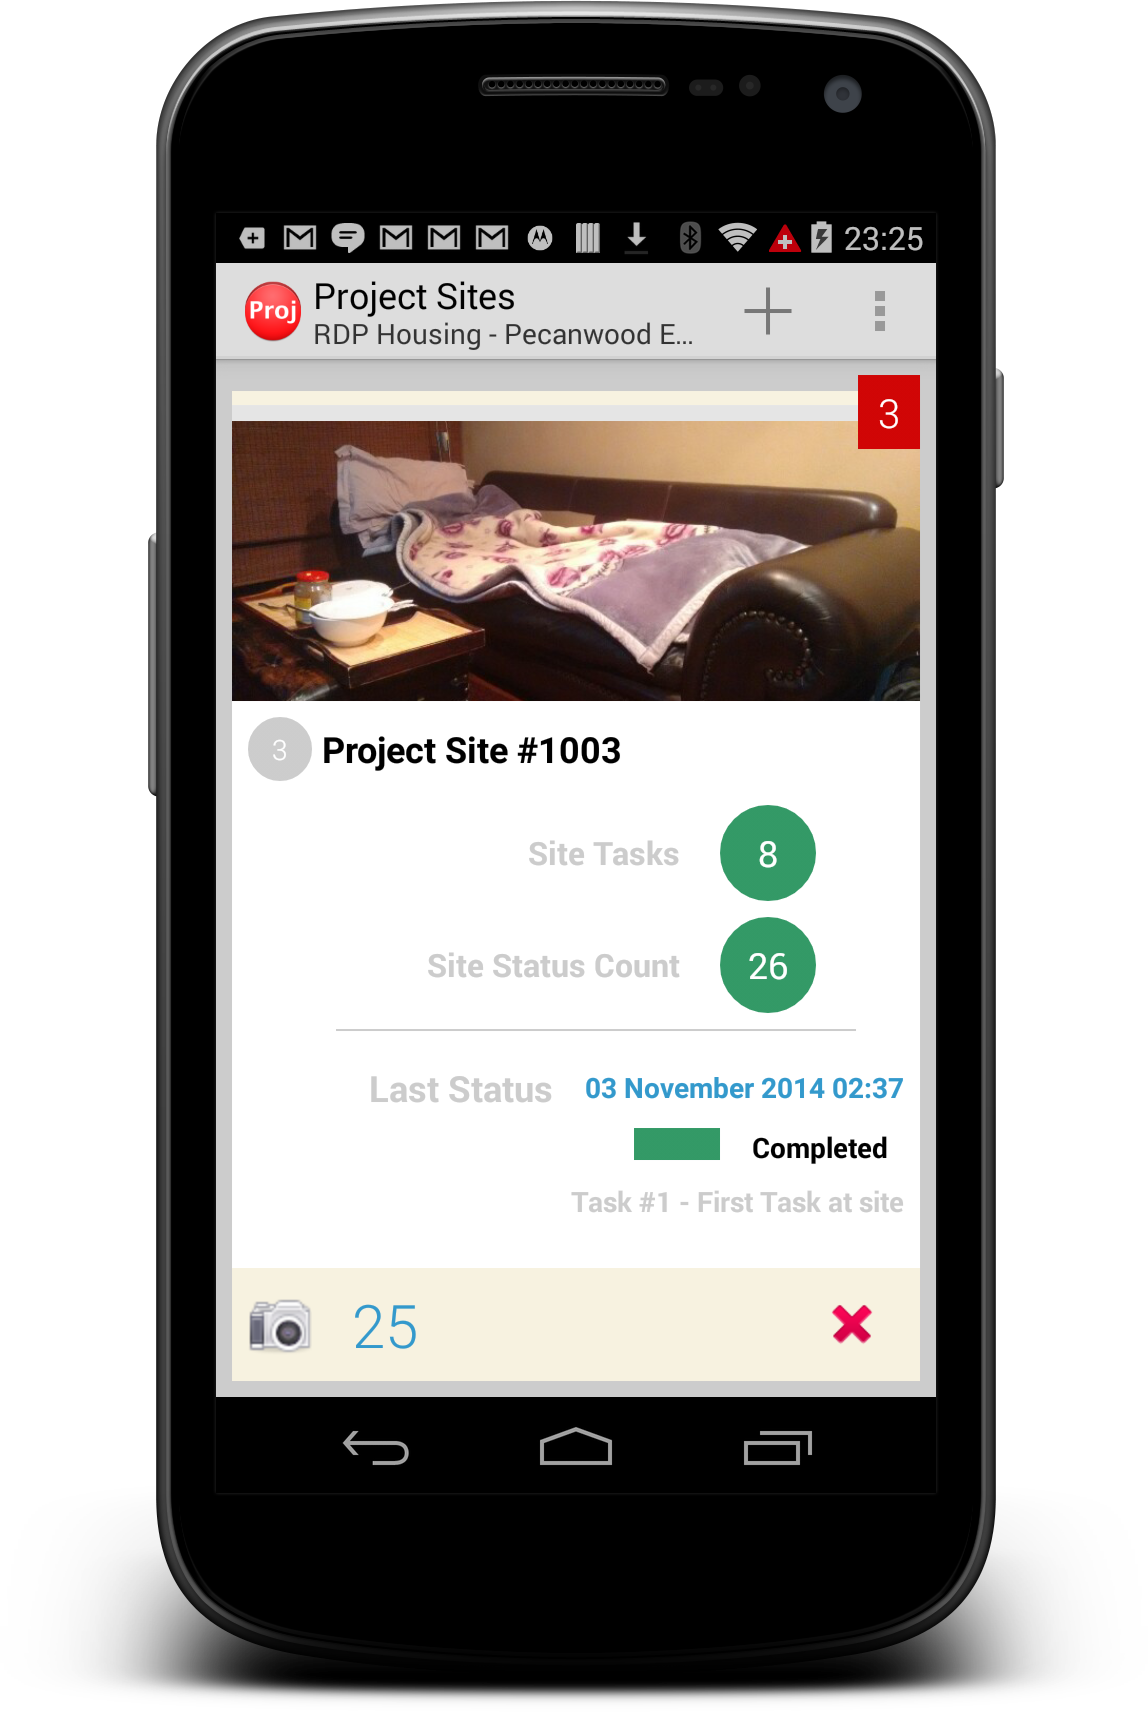 23:25
Proj
Project Sites
RDP Housing - Pecanwood E...
3
3
Project Site #1003
Site Tasks
8
Site Status Count
26
Last Status
03 November 2014 02:37
Completed
Task #1 - First Task at site
25